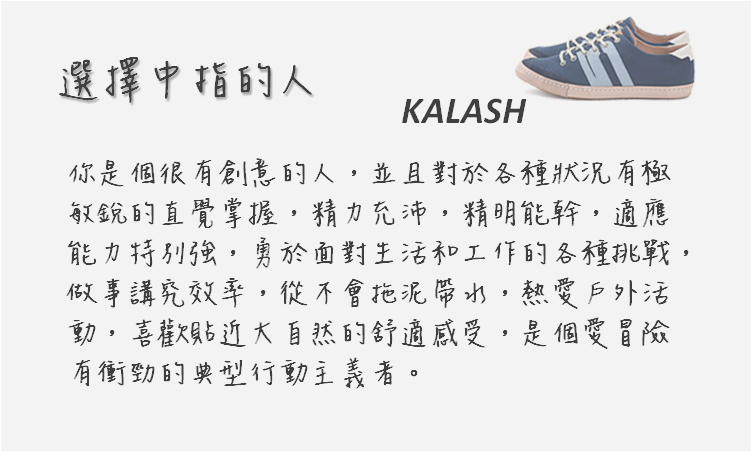 選擇中指的人
KALASH
你是個很有創意的人，並且對於各種狀況有極
敏銳的直覺掌握，精力充沛，精明能幹，適應
能力特別強，勇於面對生活和工作的各種挑戰，
做事講究效率，從不會拖泥帶水，熱愛戶外活
動，喜歡貼近大自然的舒適感受，是個愛冒險
有衝勁的典型行動主義者。